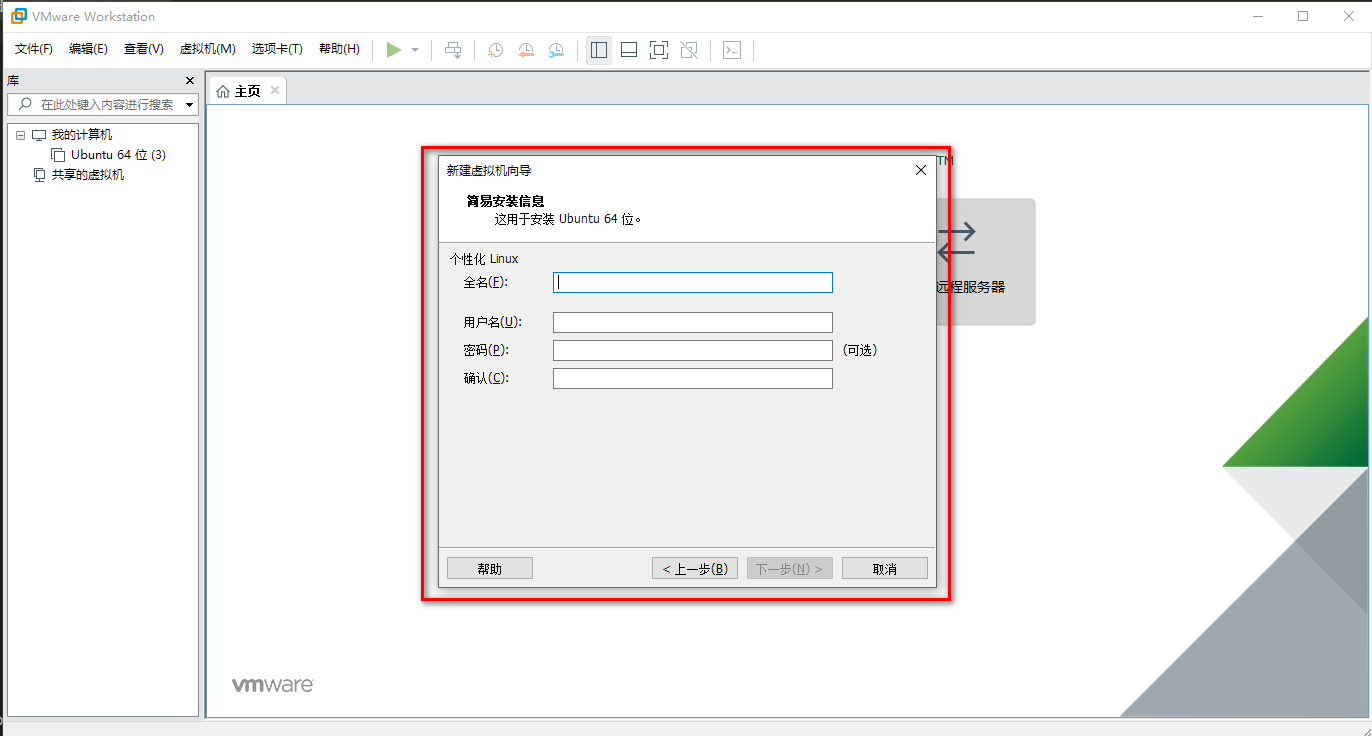 VMware Workstation
文件(F) 编辑(E) 查看(V) 虚拟机(M) 选项卡(T) 帮助(H)
库
在此处键入内容进行搜索
我的计算机
Ubuntu 64 位 (3)
共享的虚拟机
主页
TM
远程服务器
新建虚拟机向导
简易安装信息
这用于安装 Ubuntu 64 位。
个性化 Linux
全名(F):
用户名(U):
密码(P):
(可选)
确认(C):
帮助
< 上一步(B)
下一步(N) >
取消
vmware